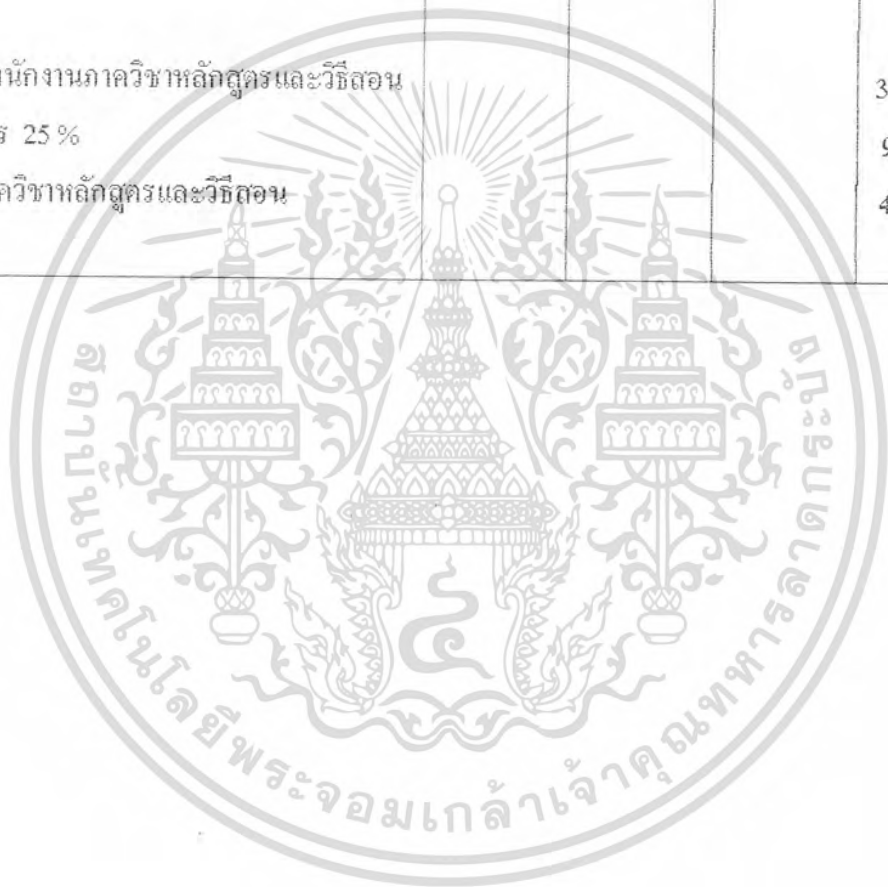 นักงานภาควิชาหลักสูตรและวิธีสอน 3
ร 25 % 9
ควิชาหลักสูตรและวิธีสอน 4
สถาบันเทคโนโลยีพระจอมเกล้าเจ้าคุณทหารลาดกระบัง